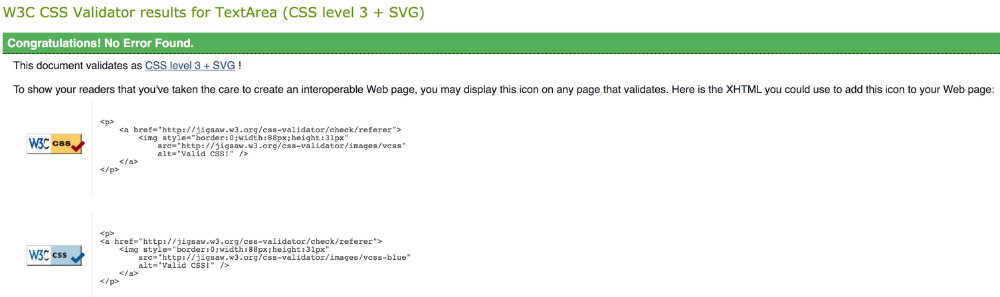 W3C CSS Validator results for TextArea (CSS level 3 + SVG)
Congratulations! No Error Found.
This document validates as CSS level 3 + SVG !
To show your readers that you've taken the care to create an interoperable Web page, you may display this icon on any page that validates. Here is the XHTML you could use to add this icon to your Web page:
W3C css
<p>
<a href="http://jigsaw.w3.org/css-validator/check/referer">
<img style="border:0;width:88px;height:31px"
src="http://jigsaw.w3.org/css-validator/images/vcss"
alt="Valid CSS!" />
</a>
</p>
W3C css
<p>
<a href="http://jigsaw.w3.org/css-validator/check/referer">
<img style="border:0;width:88px;height:31px"
src="http://jigsaw.w3.org/css-validator/images/vcss-blue"
alt="Valid CSS!" />
</a>
</p>